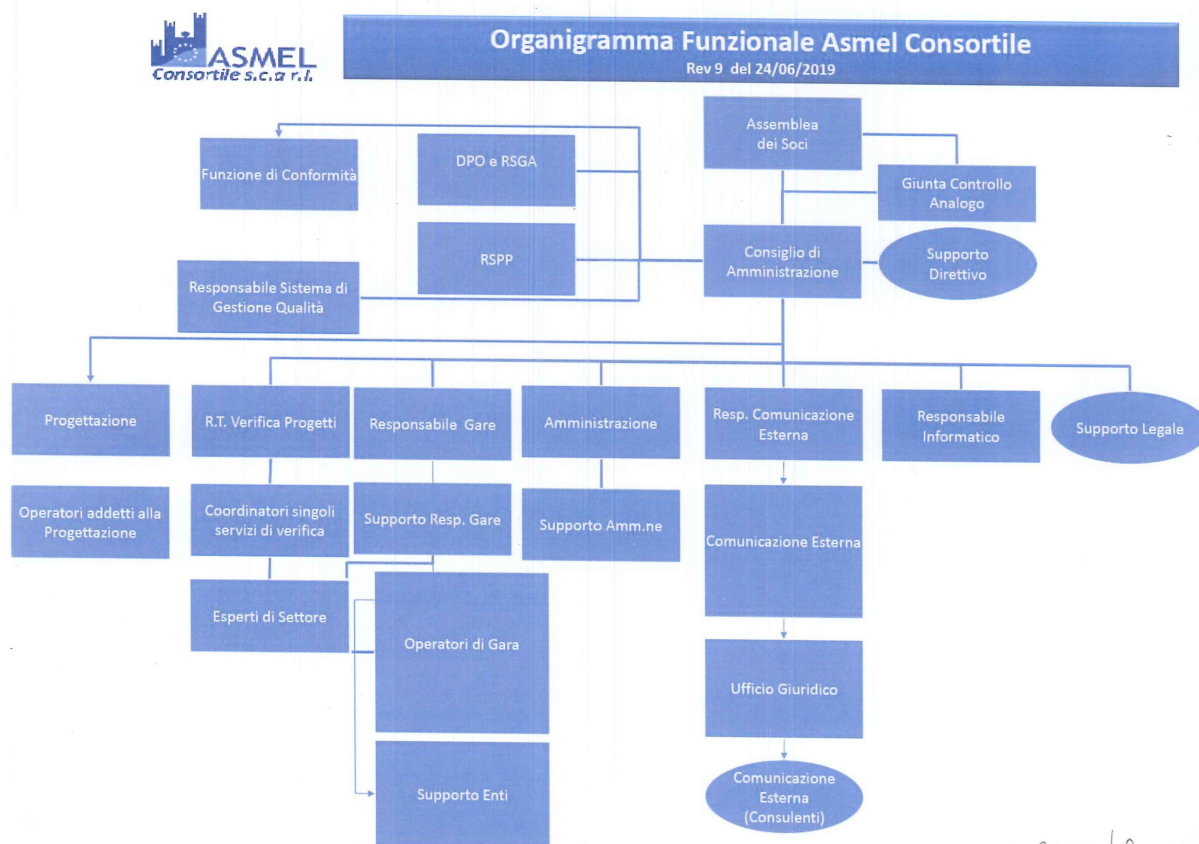 ASMEL
Consortile s.c.a r.l.
Organigramma Funzionale Asmel Consortile
Rev 9 del 24/06/2019
Assemblea
dei Soci
DPO e RSGA
Funzione di Conformità
Giunta Controllo
Analogo
RSPP
Consiglio di
Amministrazione
Supporto
Direttivo
Responsabile Sistema di
Gestione Qualità
Progettazione
R.T. Verifica Progetti
Responsabile Gare
Amministrazione
Resp. Comunicazione
Esterna
Responsabile
Informatico
Supporto Legale
Operatori addetti alla
Progettazione
Coordinatori singoli
servizi di verifica
Supporto Resp. Gare
Supporto Amm.ne
Comunicazione Esterna
Esperti di Settore
Operatori di Gara
Ufficio Giuridico
Supporto Enti
Comunicazione
Esterna
(Consulenti)